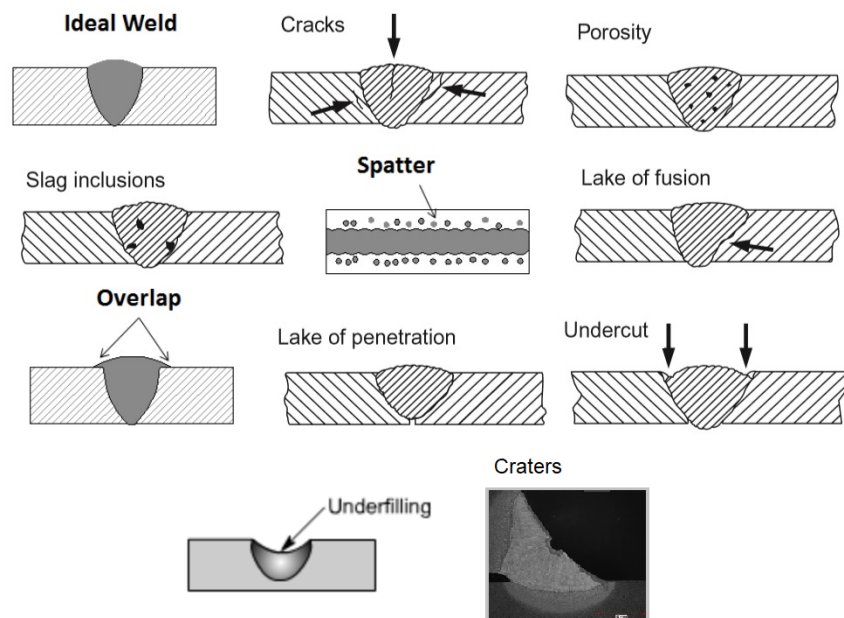 Ideal Weld
Cracks
Porosity
Slag inclusions
Spatter
Lake of fusion
Overlap
Lake of penetration
Undercut
Craters
Underfilling